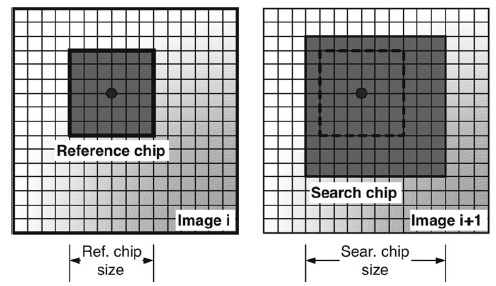 Reference chip
Image i
Ref. chip
size
Search chip
Image i+1
Sear. chip
size